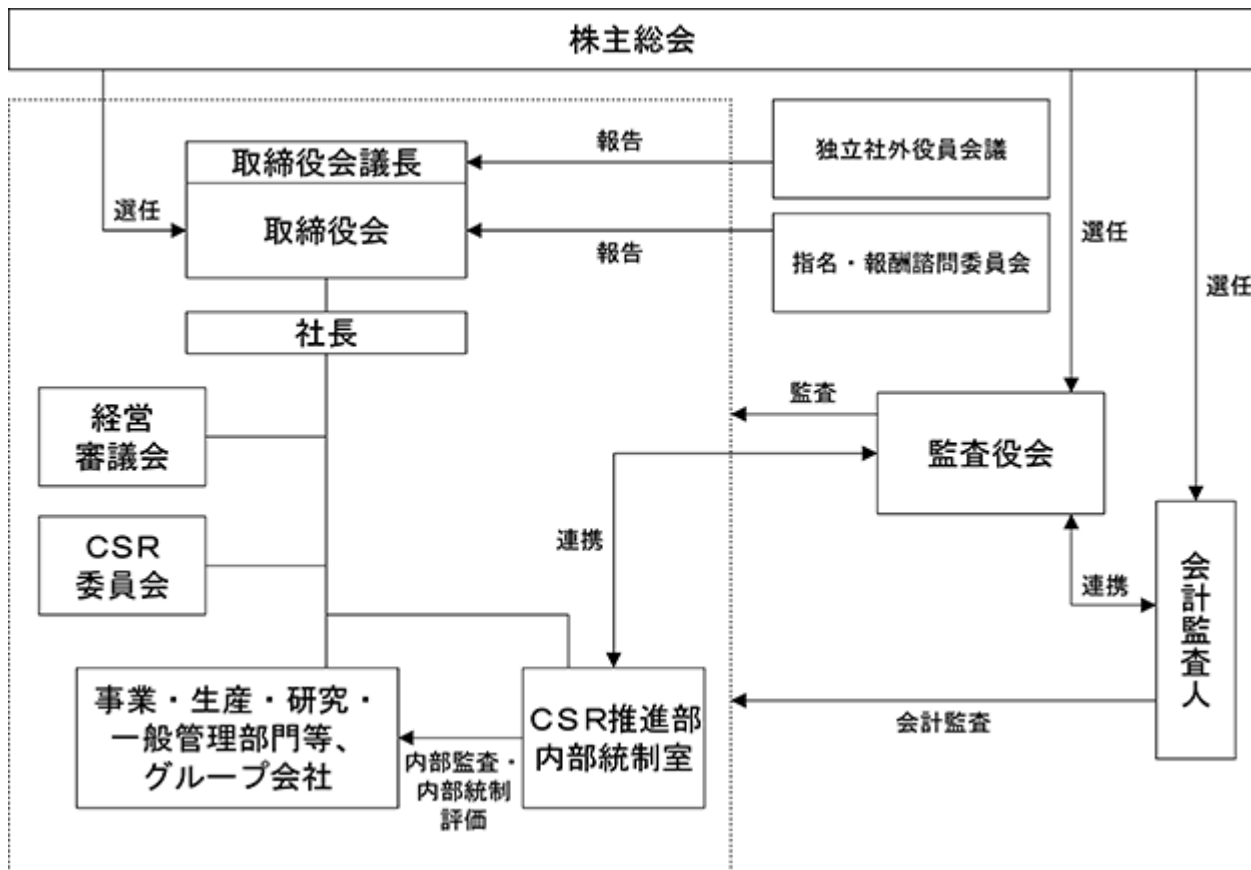 株主総会
取締役会議長
報告
独立社外役員会議
選任
取締役会
報告
指名・報酬諮問委員会
選任
選任
社長
経営
審議会
監査
監査役会
CSR
委員会
連携
連携
会計監査人
事業・生産・研究・
一般管理部門等、
グループ会社
CSR推進部
内部統制室
会計監査
内部監査・
内部統制
評価